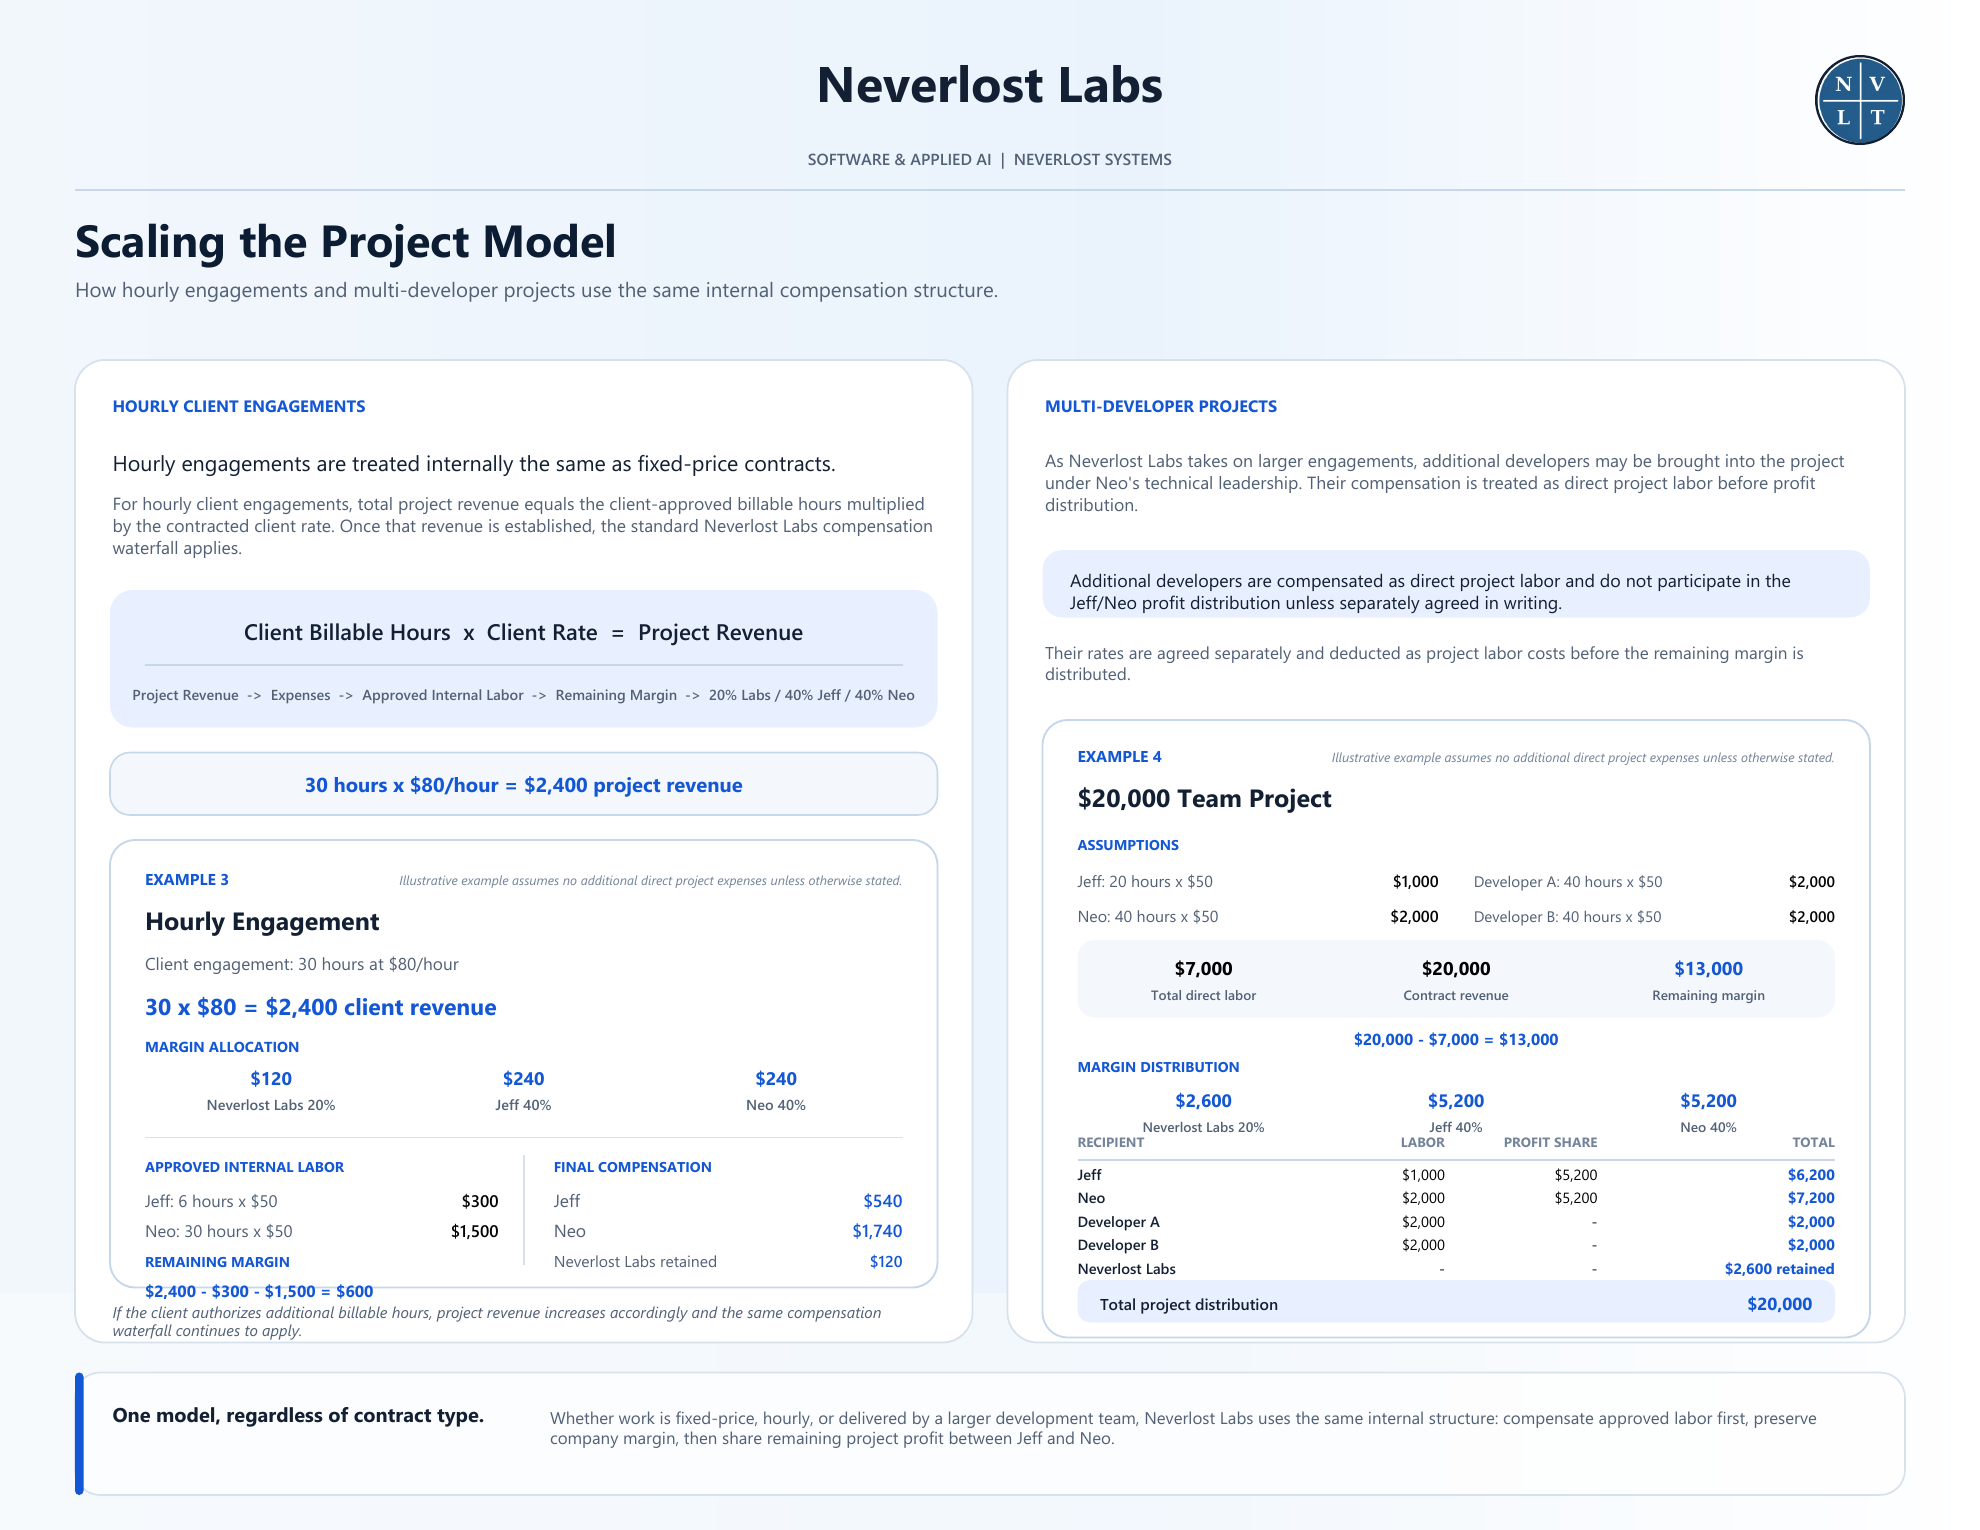 Neverlost Labs
N V
L T
SOFTWARE & APPLIED AI | NEVERLOST SYSTEMS
Scaling the Project Model
How hourly engagements and multi-developer projects use the same internal compensation structure.
HOURLY CLIENT ENGAGEMENTS
Hourly engagements are treated internally the same as fixed-price contracts.
For hourly client engagements, total project revenue equals the client-approved billable hours multiplied
by the contracted client rate. Once that revenue is established, the standard Neverlost Labs compensation
waterfall applies.
Client Billable Hours x Client Rate = Project Revenue
Project Revenue -> Expenses -> Approved Internal Labor -> Remaining Margin -> 20% Labs / 40% Jeff / 40% Neo
30 hours x $80/hour = $2,400 project revenue
EXAMPLE 3 Illustrative example assumes no additional direct project expenses unless otherwise stated.
Hourly Engagement
Client engagement: 30 hours at $80/hour
30 x $80 = $2,400 client revenue
MARGIN ALLOCATION
$120 $240 $240
Neverlost Labs 20% Jeff 40% Neo 40%
APPROVED INTERNAL LABOR
Jeff: 6 hours x $50 $300
Neo: 30 hours x $50 $1,500
REMAINING MARGIN
$2,400 - $300 - $1,500 = $600
FINAL COMPENSATION
Jeff $540
Neo $1,740
Neverlost Labs retained $120
If the client authorizes additional billable hours, project revenue increases accordingly and the same compensation
waterfall continues to apply.
MULTI-DEVELOPER PROJECTS
As Neverlost Labs takes on larger engagements, additional developers may be brought into the project
under Neo's technical leadership. Their compensation is treated as direct project labor before profit
distribution.
Additional developers are compensated as direct project labor and do not participate in the
Jeff/Neo profit distribution unless separately agreed in writing.
Their rates are agreed separately and deducted as project labor costs before the remaining margin is
distributed.
EXAMPLE 4 Illustrative example assumes no additional direct project expenses unless otherwise stated.
$20,000 Team Project
ASSUMPTIONS
Jeff: 20 hours x $50 $1,000 Developer A: 40 hours x $50 $2,000
Neo: 40 hours x $50 $2,000 Developer B: 40 hours x $50 $2,000
$7,000 $20,000 $13,000
Total direct labor Contract revenue Remaining margin
$20,000 - $7,000 = $13,000
MARGIN DISTRIBUTION
$2,600 $5,200 $5,200
Neverlost Labs 20% Jeff 40% Neo 40%
RECIPIENT LABOR PROFIT SHARE TOTAL
Jeff $1,000 $5,200 $6,200
Neo $2,000 $5,200 $7,200
Developer A $2,000 - $2,000
Developer B $2,000 - $2,000
Neverlost Labs - - $2,600 retained
Total project distribution $20,000
One model, regardless of contract type.
Whether work is fixed-price, hourly, or delivered by a larger development team, Neverlost Labs uses the same internal structure: compensate approved labor first, preserve
company margin, then share remaining project profit between Jeff and Neo.